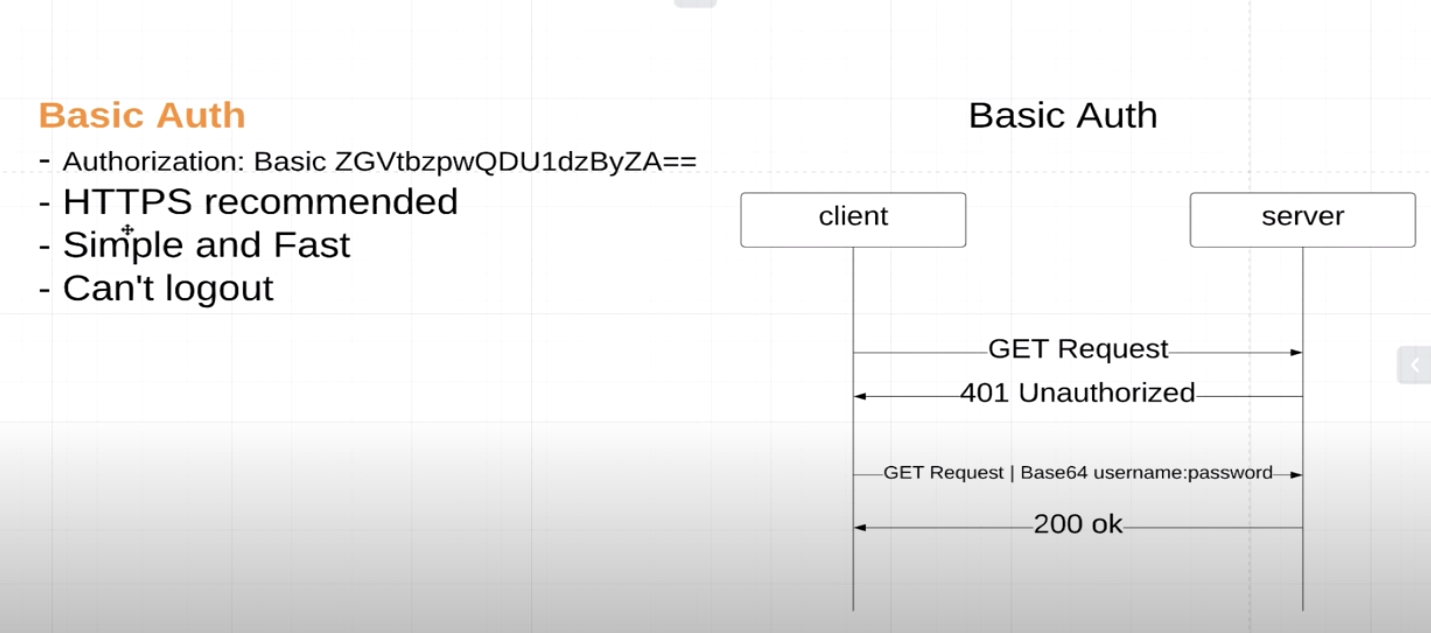 Basic Auth
- Authorization: Basic ZGVtbzpwQDU1dzByZA==
- HTTPS recommended
- Simple and Fast
- Can't logout
Basic Auth
client
server
GET Request
401 Unauthorized
GET Request | Base64 username:password
200 ok